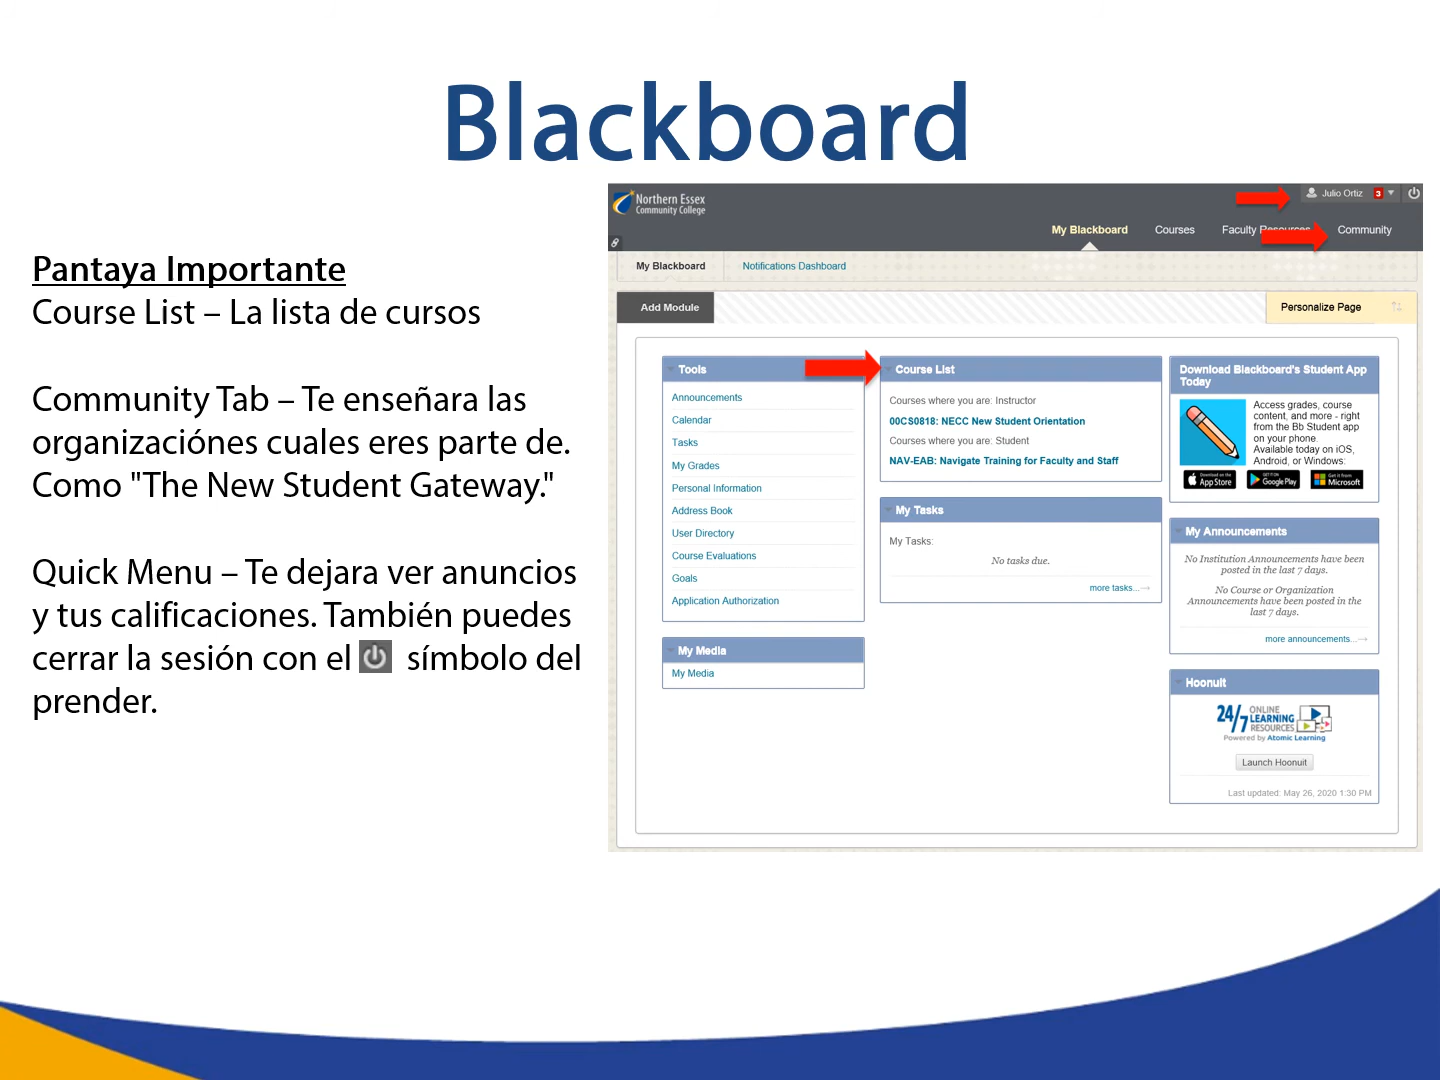 Blackboard
Pantaya Importante
Course List – La lista de cursos
Community Tab – Te enseñara las
organizaciónes cuales eres parte de.
Como "The New Student Gateway."
Quick Menu – Te dejara ver anuncios
y tus calificaciones. También puedes
cerrar la sesión con el símbolo del
prender.
Northern Essex
Community College
Julio Ortiz 3
My Blackboard Courses Faculty Resources Community
My Blackboard Notifications Dashboard
Add Module
Personalize Page
Tools
Announcements
Calendar
Tasks
My Grades
Personal Information
Address Book
User Directory
Course Evaluations
Goals
Application Authorization
My Media
My Media
Course List
Courses where you are: Instructor
00CS0818: NECC New Student Orientation
Courses where you are: Student
NAV-EAB: Navigate Training for Faculty and Staff
My Tasks
My Tasks:
No tasks due.
more tasks...
Download Blackboard's Student App
Today
Access grades, course
content, and more - right
from the Bb Student app
on your phone.
Available today on iOS,
Android, or Windows:
Download on the
App Store
GET IT ON
Google Play
Get it from
Microsoft
My Announcements
No Institution Announcements have been
posted in the last 7 days.
No Course or Organization
Announcements have been posted in the
last 7 days.
more announcements...
Hoonuit
24/7 ONLINE
LEARNING
RESOURCES
Powered by Atomic Learning
Launch Hoonuit
Last updated: May 26, 2020 1:30 PM